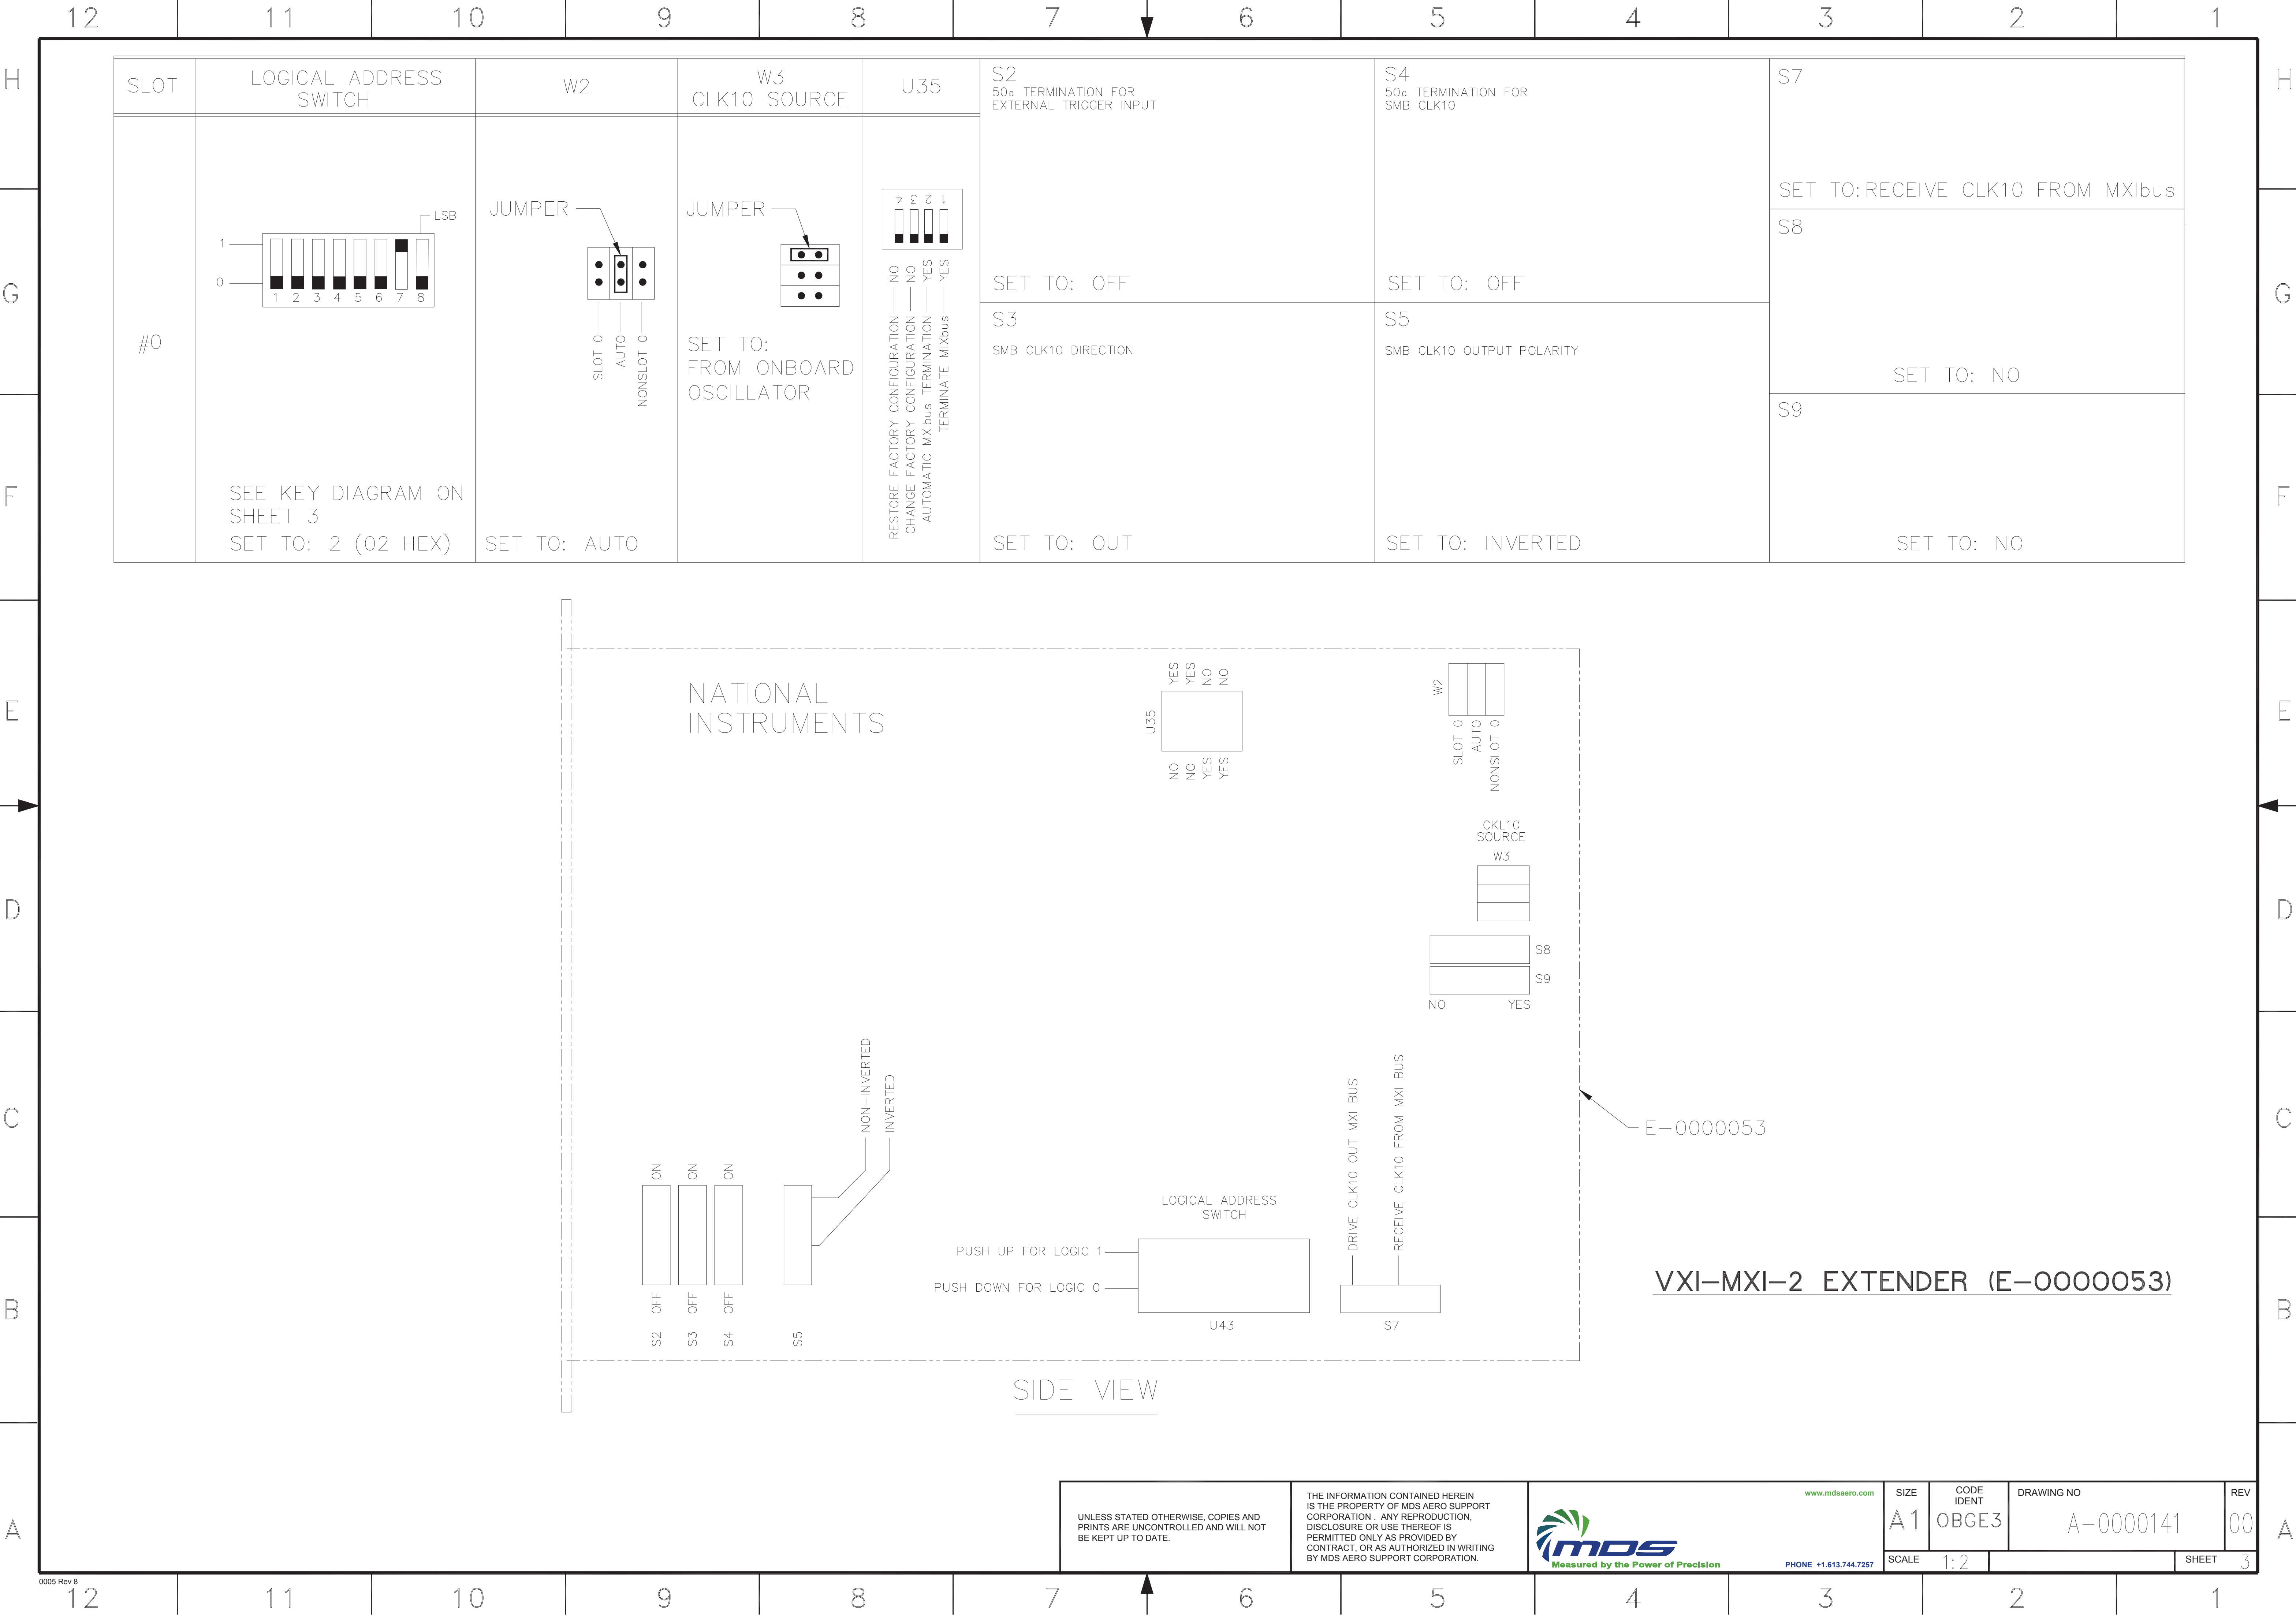 12 11 10 9 8 7 6 5 4 3 2 1
H H
G G
F F
E E
D D
C C
B B
A A
SLOT
LOGICAL ADDRESS
SWITCH
W2
W3
CLK10 SOURCE
U35
#0
LSB
1
0
1 2 3 4 5 6 7 8
SEE KEY DIAGRAM ON
SHEET 3
SET TO: 2 (02 HEX)
JUMPER
SLOT 0
AUTO
NONSLOT 0
SET TO: AUTO
JUMPER
SET TO:
FROM ONBOARD
OSCILLATOR
4 3 2 1
RESTORE FACTORY CONFIGURATION NO
CHANGE FACTORY CONFIGURATION NO
AUTOMATIC MXIbus TERMINATION YES
TERMINATE MIXbus YES
S2
50Ω TERMINATION FOR
EXTERNAL TRIGGER INPUT
SET TO: OFF
S3
SMB CLK10 DIRECTION
SET TO: OUT
S4
50Ω TERMINATION FOR
SMB CLK10
SET TO: OFF
S5
SMB CLK10 OUTPUT POLARITY
SET TO: INVERTED
S7
SET TO: RECEIVE CLK10 FROM MXIbus
S8
SET TO: NO
S9
SET TO: NO
NATIONAL
INSTRUMENTS
YES YES NO NO
U35
NO NO YES YES
W2
SLOT 0
AUTO
NONSLOT 0
CKL10
SOURCE
W3
S8
S9
NO YES
NON-INVERTED
INVERTED
ON ON ON
OFF OFF OFF
S2 S3 S4 S5
LOGICAL ADDRESS
SWITCH
PUSH UP FOR LOGIC 1
PUSH DOWN FOR LOGIC 0
U43
DRIVE CLK10 OUT MXI BUS
RECEIVE CLK10 FROM MXI BUS
S7
E-0000053
VXI-MXI-2 EXTENDER (E-0000053)
SIDE VIEW
UNLESS STATED OTHERWISE, COPIES AND
PRINTS ARE UNCONTROLLED AND WILL NOT
BE KEPT UP TO DATE.
THE INFORMATION CONTAINED HEREIN
IS THE PROPERTY OF MDS AERO SUPPORT
CORPORATION . ANY REPRODUCTION,
DISCLOSURE OR USE THEREOF IS
PERMITTED ONLY AS PROVIDED BY
CONTRACT, OR AS AUTHORIZED IN WRITING
BY MDS AERO SUPPORT CORPORATION.
www.mdsaero.com
MDS
Measured by the Power of Precision
PHONE +1.613.744.7257
SIZE
A1
CODE
IDENT
OBGE3
DRAWING NO
A-0000141
REV
00
SCALE 1:2
SHEET 3
0005 Rev 8
12 11 10 9 8 7 6 5 4 3 2 1